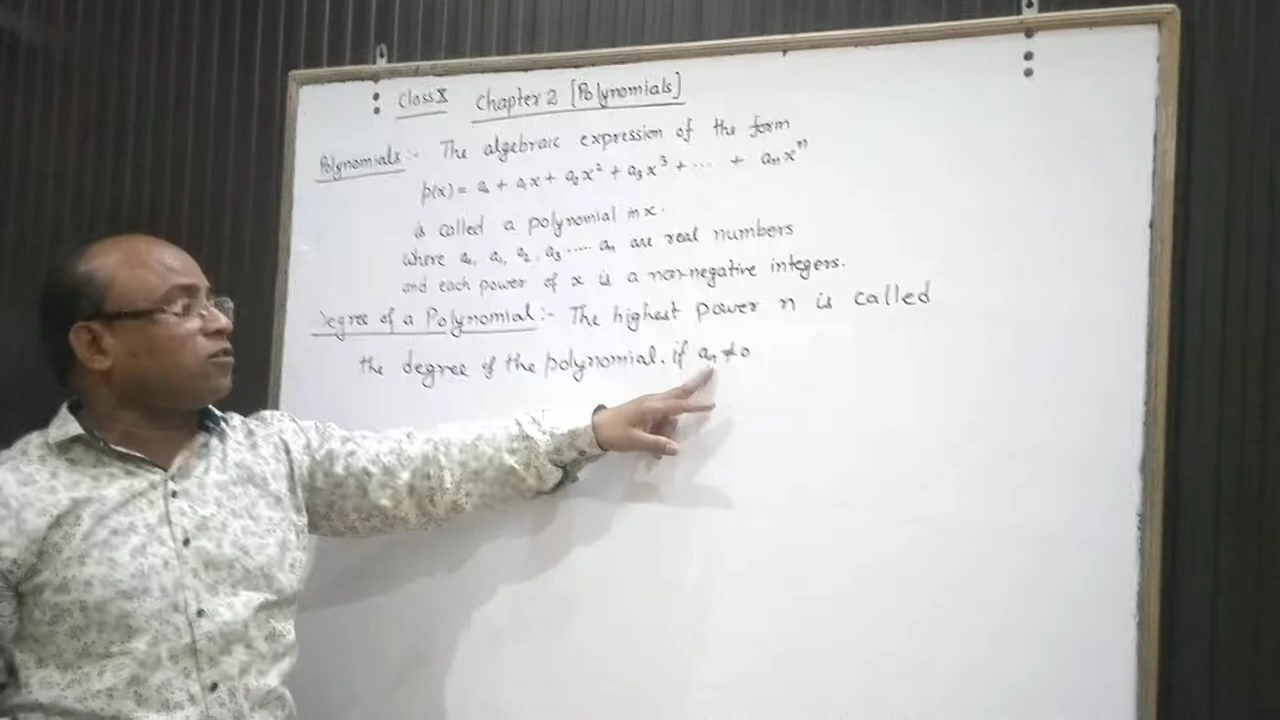 : Class X Chapter 2 [Polynomials]
Polynomials :- The algebraic expression of the form
p(x) = a₀ + a₁x + a₂x² + a₃x³ + ... + aₙxⁿ
is called a polynomial in x.
where a₀, a₁, a₂, a₃ ..... aₙ are real numbers
and each power of x is a non-negative integers.
Degree of a Polynomial :- The highest power n is called
the degree of the polynomial. if aₙ ≠ 0